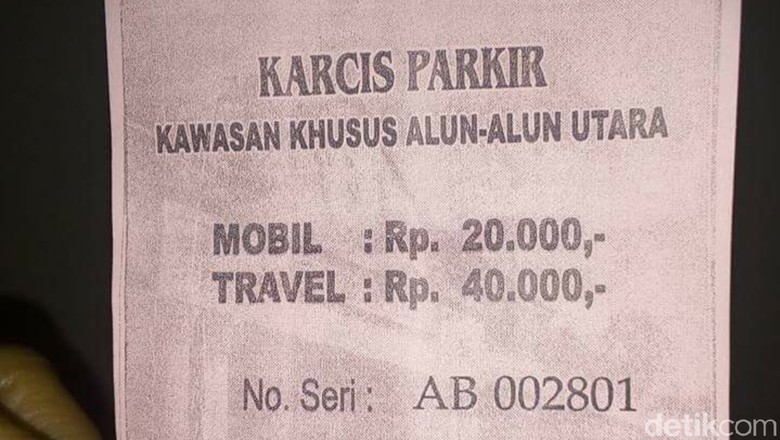 KARCIS PARKIR
KAWASAN KHUSUS ALUN-ALUN UTARA
MOBIL : Rp. 20.000,-
TRAVEL : Rp. 40.000,-
No. Seri : AB 002801
detikcom